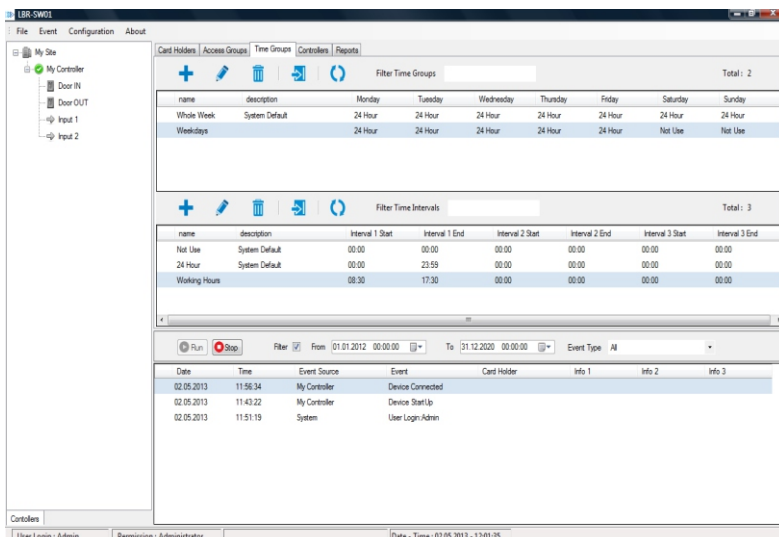 LBR-SW01
File Event Configuration About
My Site
My Controller
Door IN
Door OUT
Input 1
Input 2
Contollers
Card Holders Access Groups Time Groups Controllers Reports
Filter Time Groups Total : 2
name description Monday Tuesday Wednesday Thursday Friday Saturday Sunday
Whole Week System Default 24 Hour 24 Hour 24 Hour 24 Hour 24 Hour 24 Hour 24 Hour
Weekdays 24 Hour 24 Hour 24 Hour 24 Hour 24 Hour Not Use Not Use
Filter Time Intervals Total : 3
name description Interval 1 Start Interval 1 End Interval 2 Start Interval 2 End Interval 3 Start Interval 3 End
Not Use System Default 00:00 00:00 00:00 00:00 00:00 00:00
24 Hour System Default 00:00 23:59 00:00 00:00 00:00 00:00
Working Hours 08:30 17:30 00:00 00:00 00:00 00:00
Run Stop Filter From 01.01.2012 00:00:00 To 31.12.2020 00:00:00 Event Type All
Date Time Event Source Event Card Holder Info 1 Info 2 Info 3
02.05.2013 11:56:34 My Controller Device Connected
02.05.2013 11:43:22 My Controller Device StartUp
02.05.2013 11:51:19 System User Login:Admin
User Login : Admin Permission : Administrator Date - Time : 02.05.2013 - 12:01:35